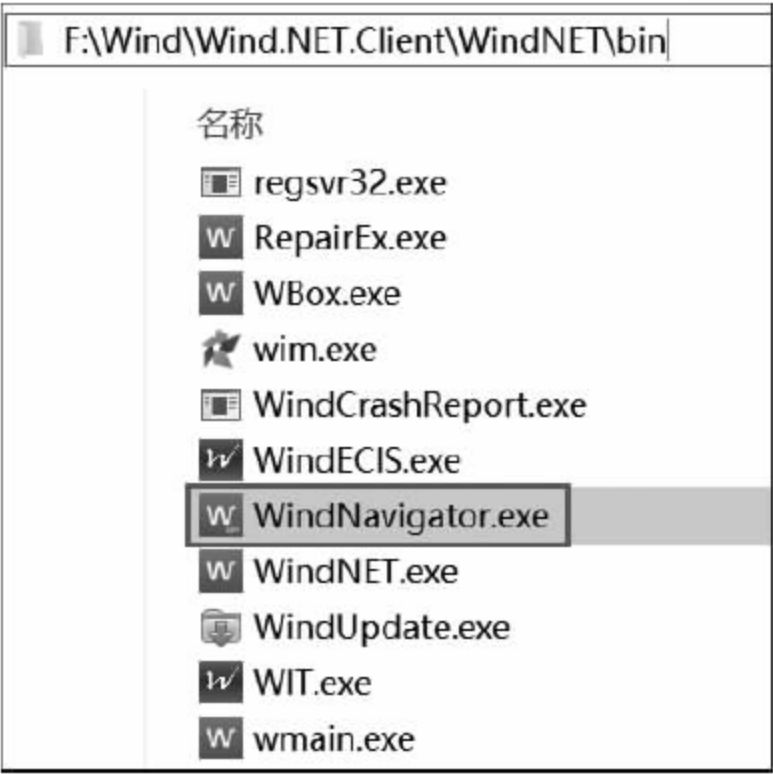 F:\Wind\Wind.NET.Client\WindNET\bin
名称
regsvr32.exe
RepairEx.exe
WBox.exe
wim.exe
WindCrashReport.exe
WindECIS.exe
WindNavigator.exe
WindNET.exe
WindUpdate.exe
WIT.exe
wmain.exe